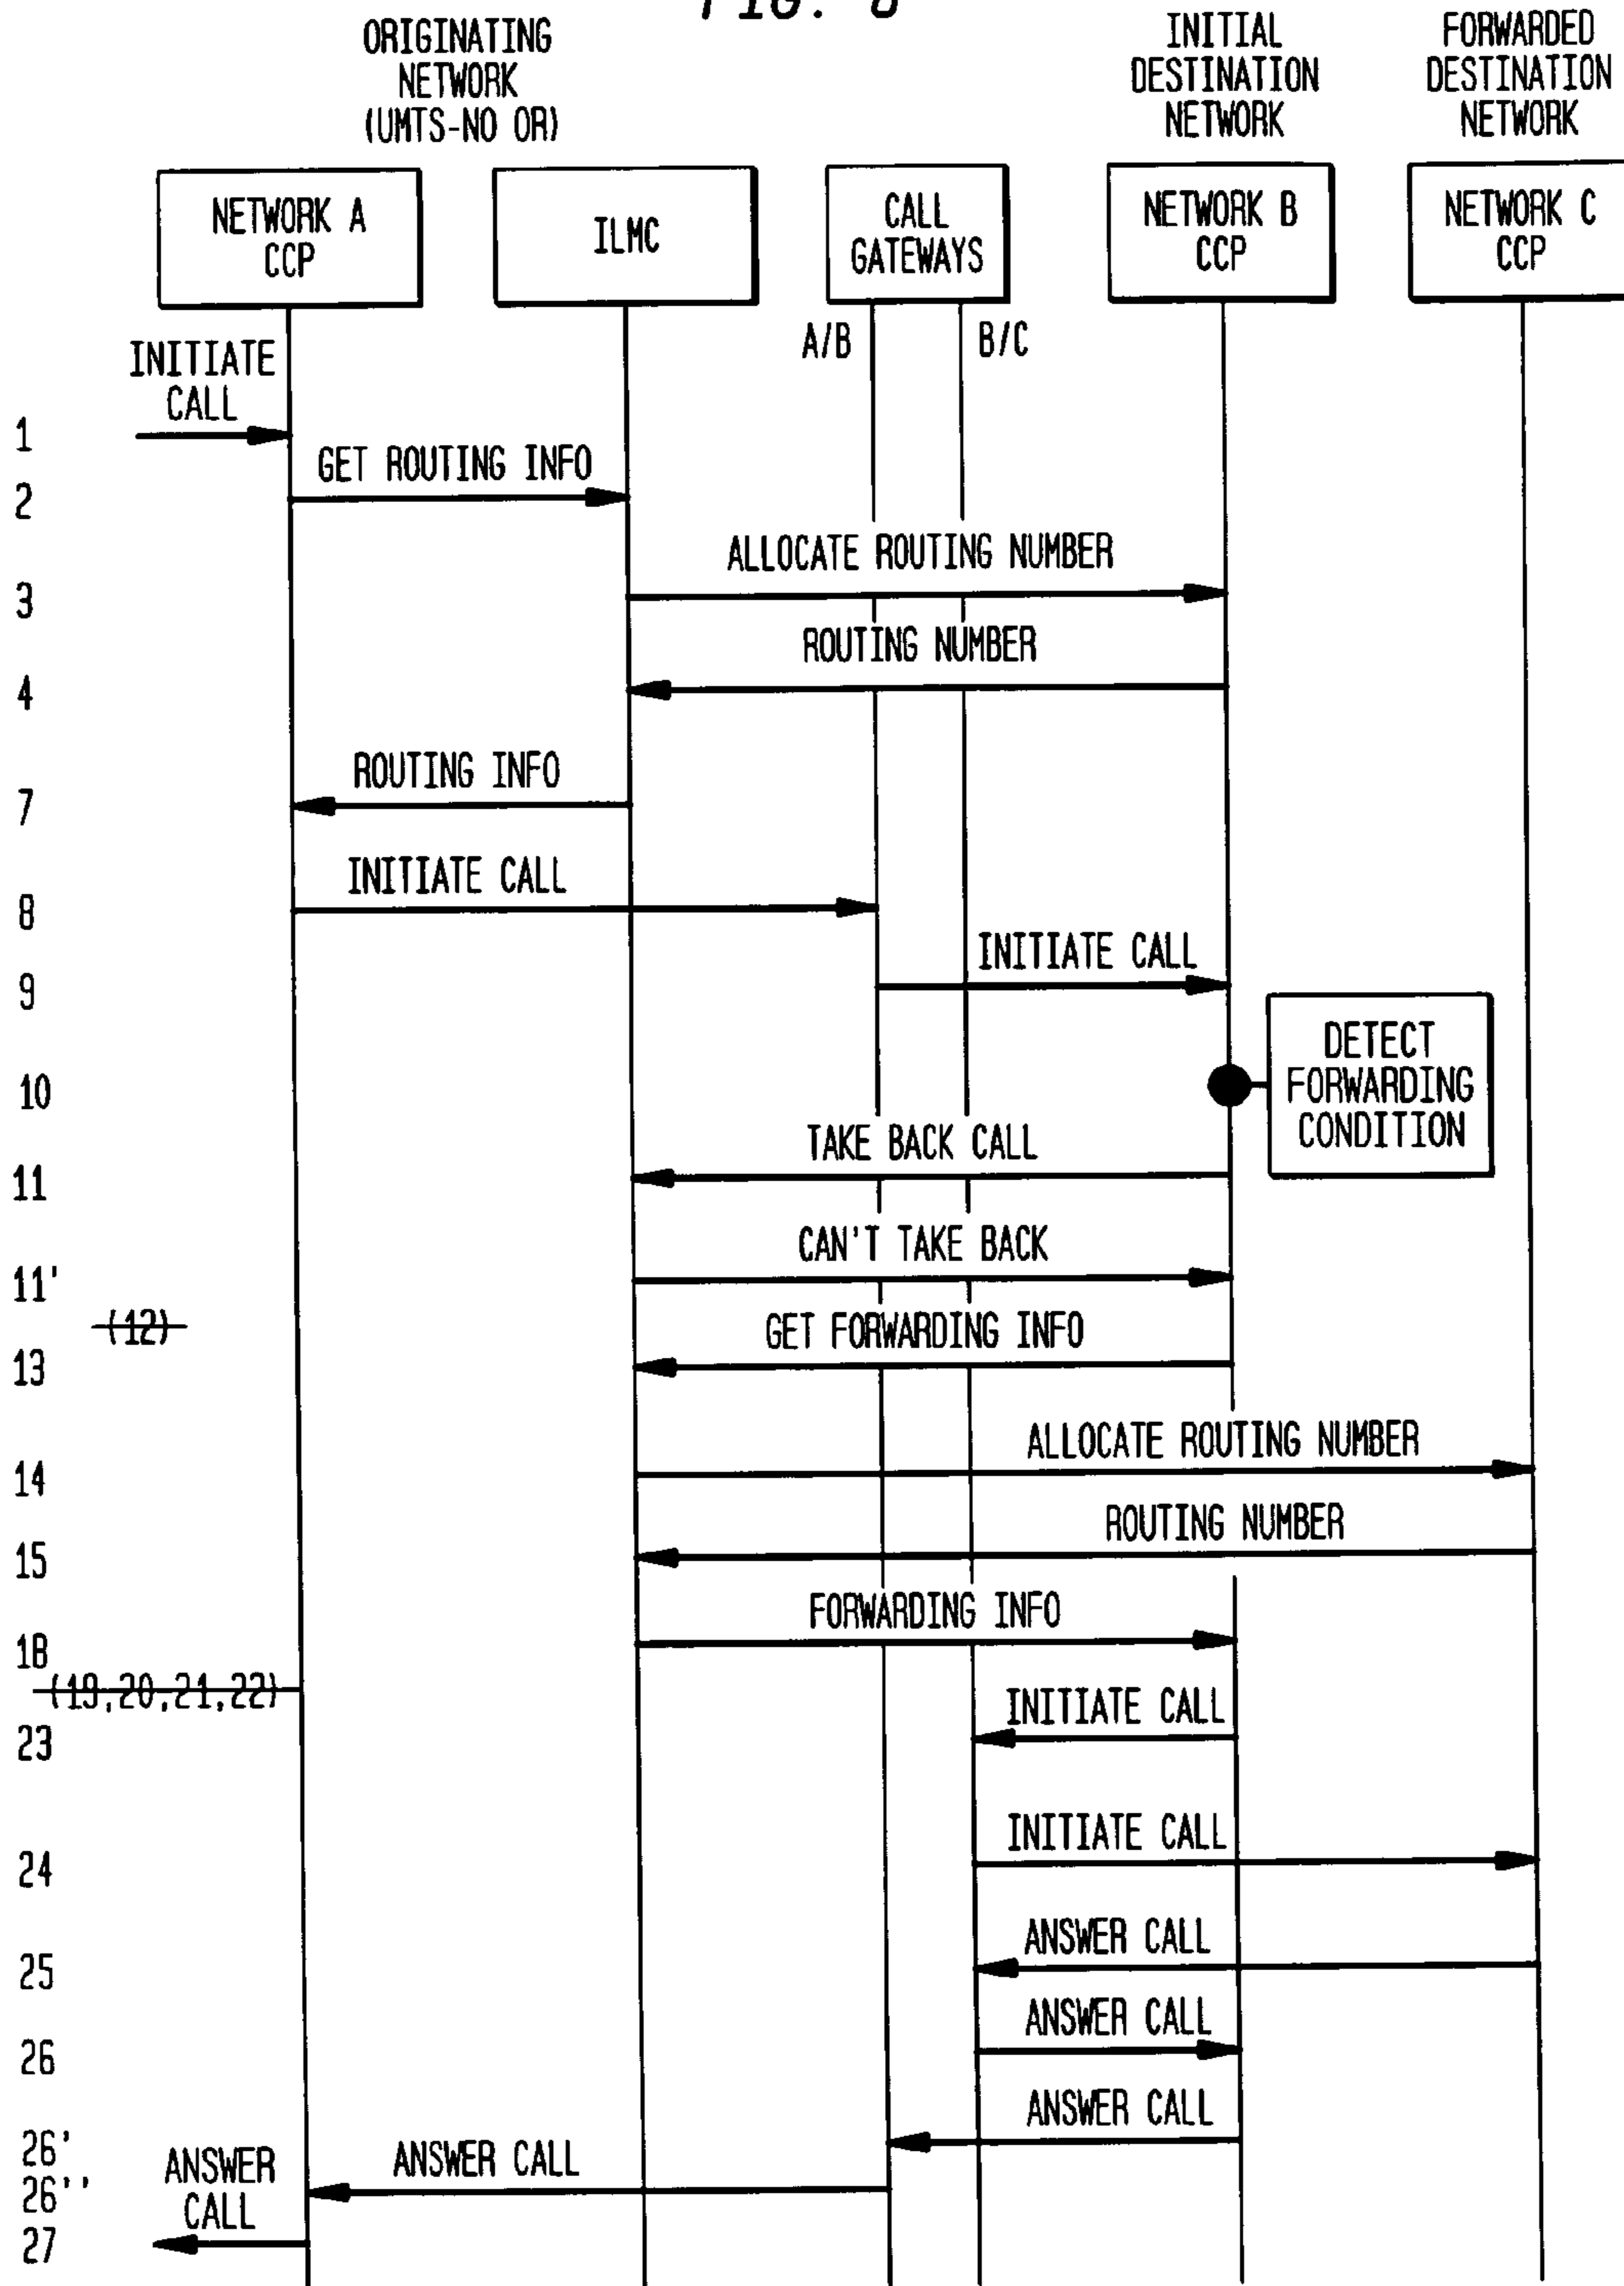 ORIGINATING
NETWORK
(UMTS-NO OR)
INITIAL
DESTINATION
NETWORK
FORWARDED
DESTINATION
NETWORK
NETWORK A
CCP
ILMC
CALL
GATEWAYS
NETWORK B
CCP
NETWORK C
CCP
A/B
B/C
INITIATE
CALL
1
GET ROUTING INFO
2
ALLOCATE ROUTING NUMBER
3
ROUTING NUMBER
4
ROUTING INFO
7
INITIATE CALL
8
INITIATE CALL
9
DETECT
FORWARDING
CONDITION
10
TAKE BACK CALL
11
CAN'T TAKE BACK
11'
(12)
GET FORWARDING INFO
13
ALLOCATE ROUTING NUMBER
14
ROUTING NUMBER
15
FORWARDING INFO
18
(19,20,21,22)
INITIATE CALL
23
INITIATE CALL
24
ANSWER CALL
25
ANSWER CALL
26
ANSWER CALL
26'
ANSWER CALL
26''
ANSWER
CALL
27